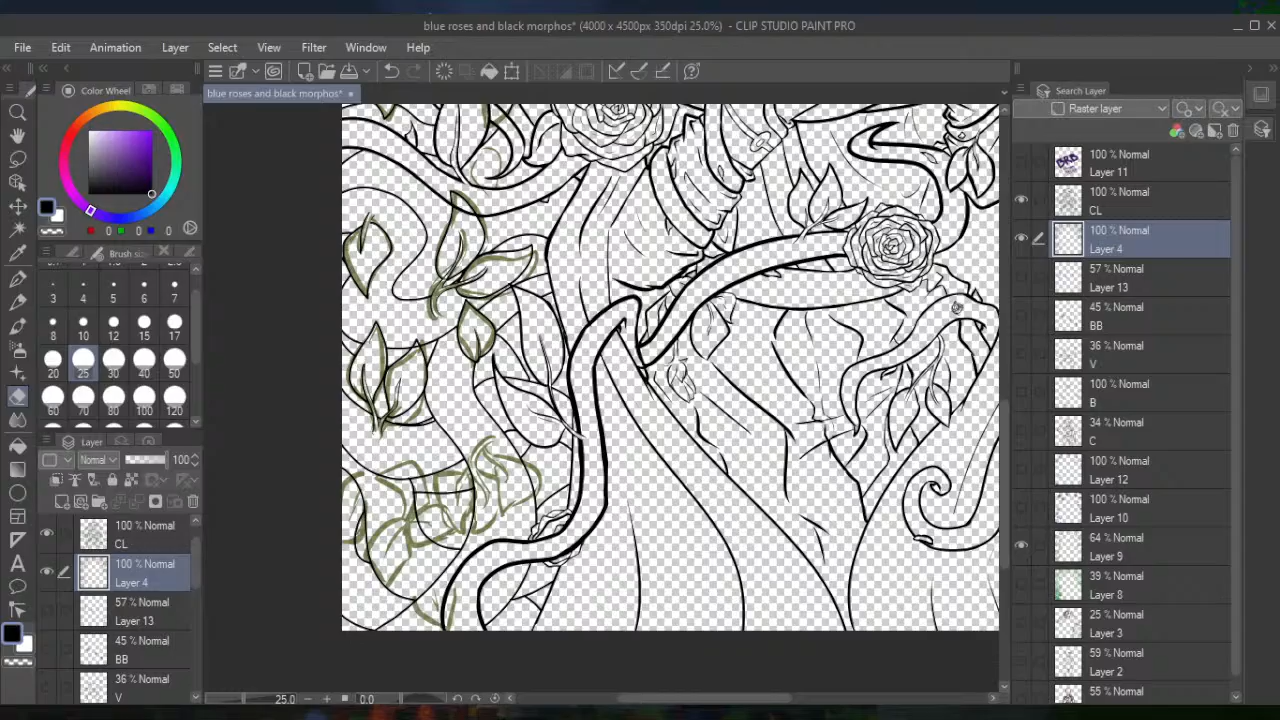 blue roses and black morphos* (4000 x 4500px 350dpi 25.0%) - CLIP STUDIO PAINT PRO
File Edit Animation Layer Select View Filter Window Help
Color Wheel
blue roses and black morphos*
Search Layer
Raster layer
0 0 0
Brush size
3 4 5 6 7
8 10 12 15 17
20 25 30 40 50
60 70 80 100 120
Layer
Normal 100
100 % Normal
CL
100 % Normal
Layer 4
57 % Normal
Layer 13
45 % Normal
BB
36 % Normal
V
25.0 0.0
BRB
100 % Normal
Layer 11
100 % Normal
CL
100 % Normal
Layer 4
57 % Normal
Layer 13
45 % Normal
BB
36 % Normal
V
100 % Normal
B
34 % Normal
C
100 % Normal
Layer 12
100 % Normal
Layer 10
64 % Normal
Layer 9
39 % Normal
Layer 8
25 % Normal
Layer 3
59 % Normal
Layer 2
55 % Normal